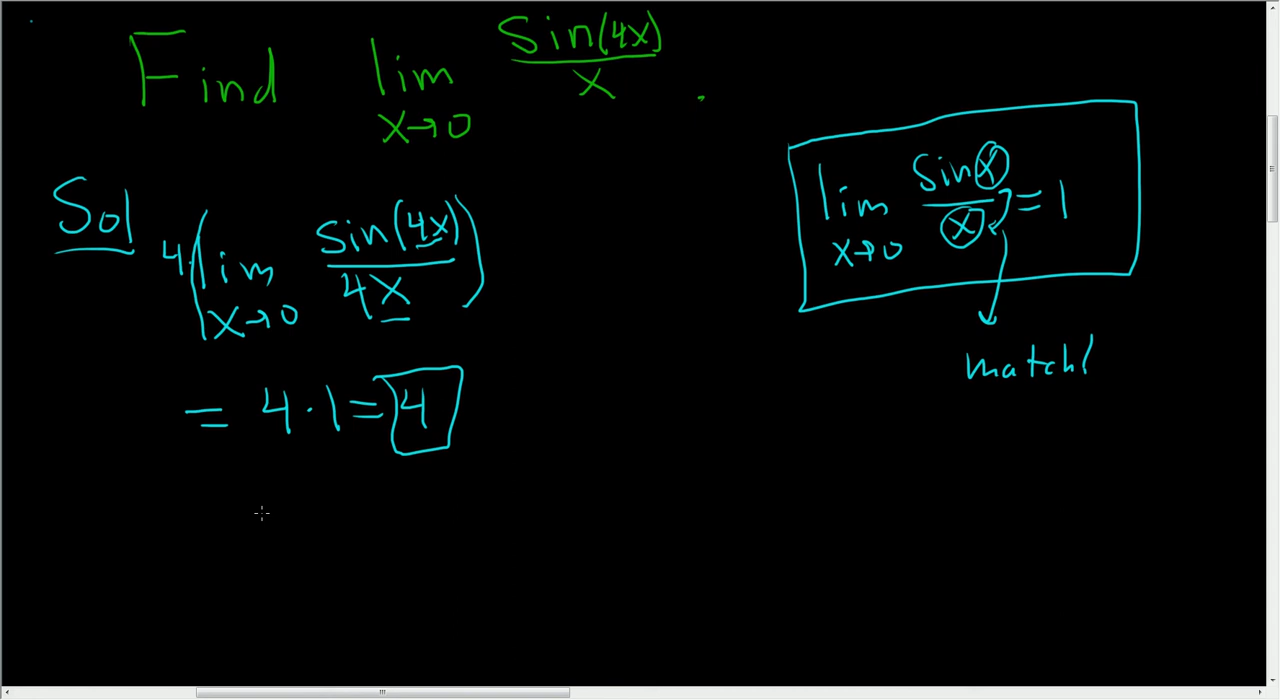 Find lim x→0 sin(4x)/x .
lim x→0 sin x/x = 1
match!
Sol 4·(lim x→0 sin(4x)/4x)
= 4·1 = 4